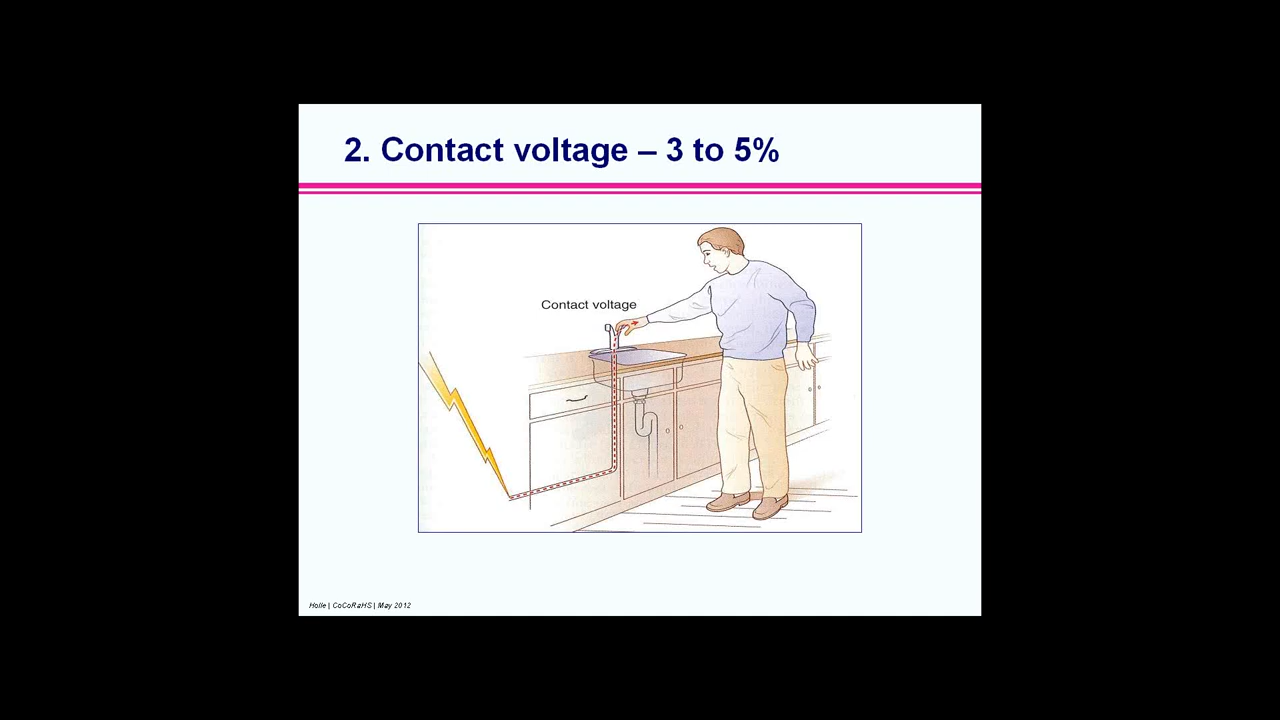 2. Contact voltage – 3 to 5%
Contact voltage
Holle | CoCoRaHS | May 2012